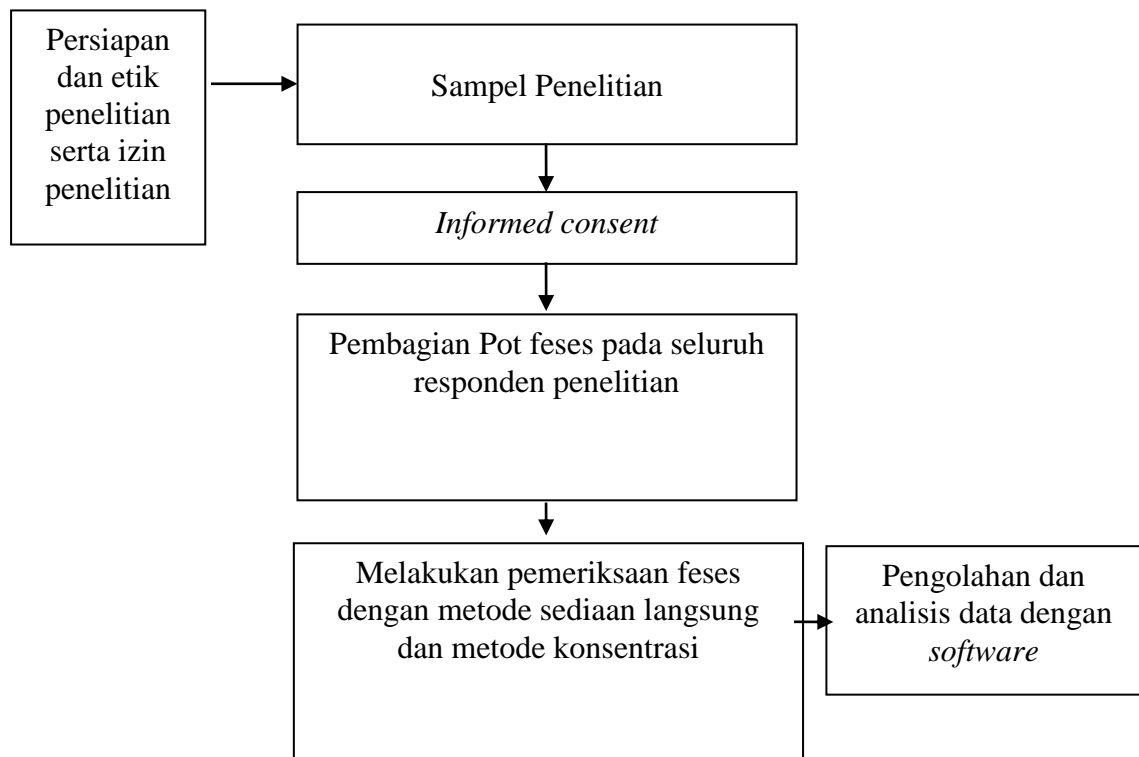 Persiapan
dan etik
penelitian
serta izin
penelitian
Sampel Penelitian
Informed consent
Pembagian Pot feses pada seluruh
responden penelitian
Melakukan pemeriksaan feses
dengan metode sediaan langsung
dan metode konsentrasi
Pengolahan dan
analisis data dengan
software